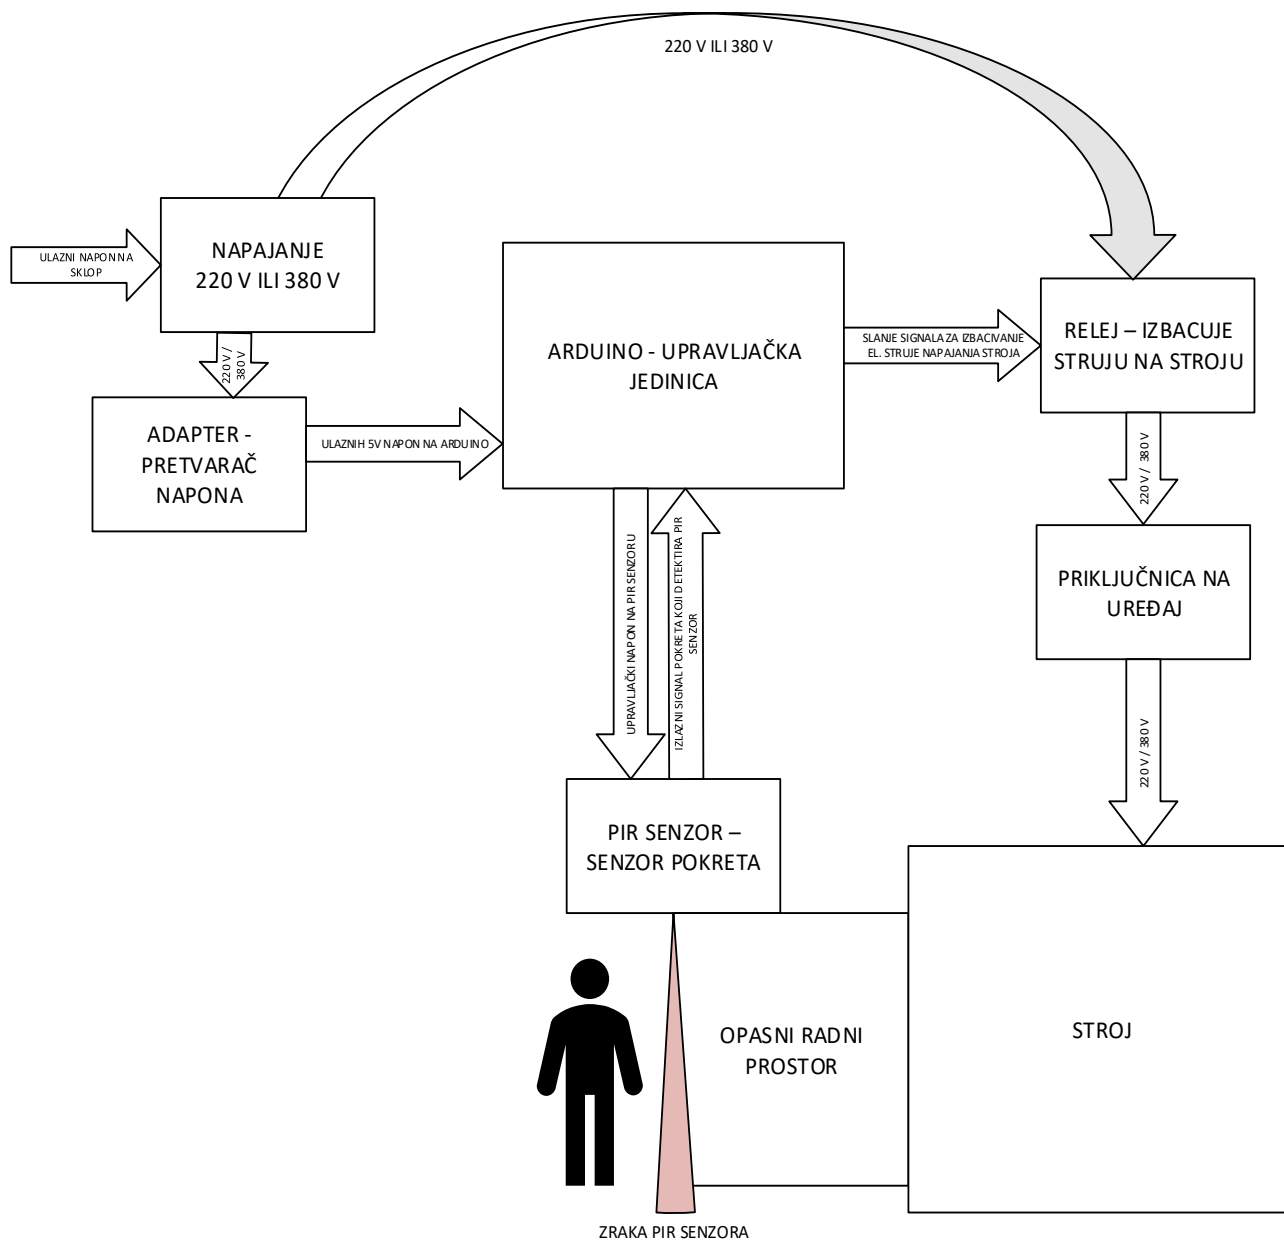 220 V ILI 380 V
NAPAJANJE
220 V ILI 380 V
ULAZNI NAPON NA
SKLOP
220 V /
380 V
ARDUINO - UPRAVLJAČKA
JEDINICA
SLANJE SIGNALA ZA IZBACIVANJE
EL. STRUJE NAPAJANJA STROJA
RELEJ – IZBACUJE
STRUJU NA STROJU
ADAPTER -
PRETVARAČ
NAPONA
ULAZNIH 5V NAPON NA ARDUINO
220 V / 380 V
UPRAVLJAČKI NAPON NA PIR SENZORU
IZLAZNI SIGNAL POKRETA KOJI DETEKTIRA PIR
SENZOR
PRIKLJUČNICA NA
UREĐAJ
220 V / 380 V
PIR SENZOR –
SENZOR POKRETA
OPASNI RADNI
PROSTOR
STROJ
ZRAKA PIR SENZORA